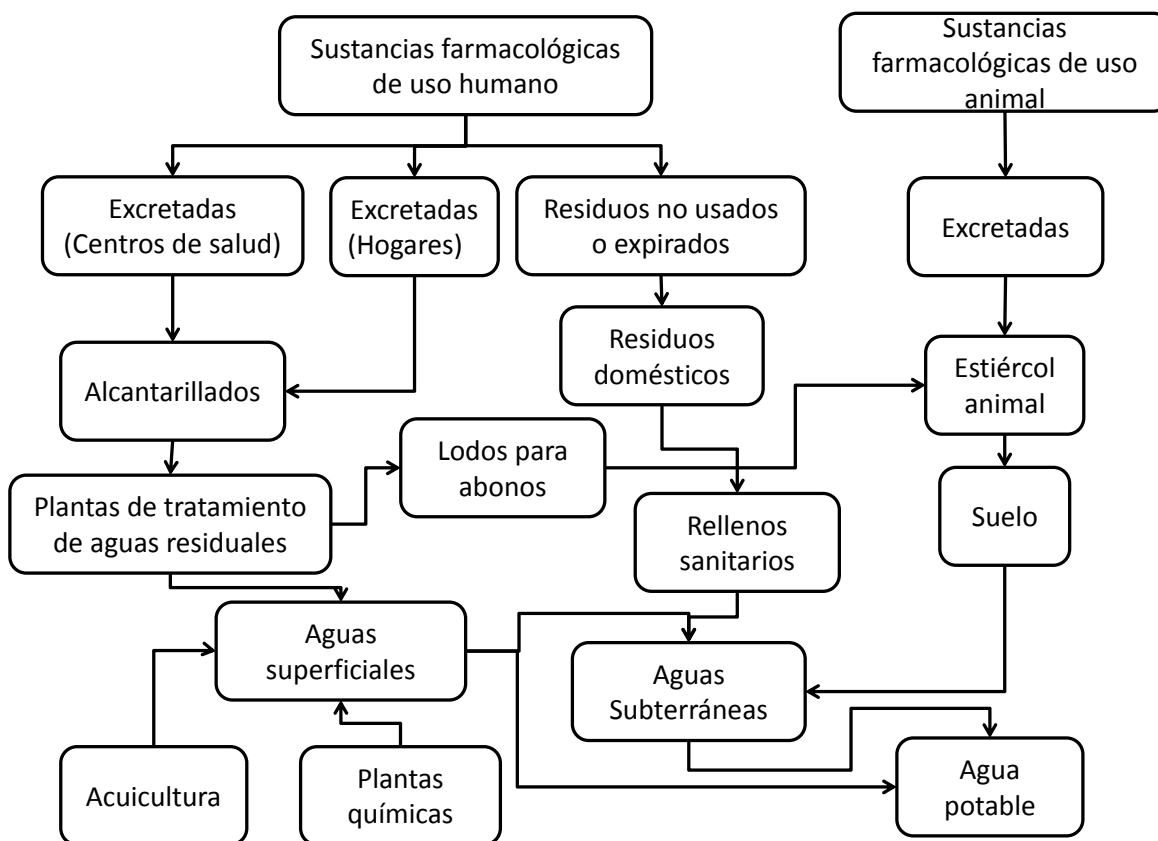 Sustancias farmacológicas
de uso humano
Sustancias
farmacológicas de uso
animal
Excretadas
(Centros de salud)
Excretadas
(Hogares)
Residuos no usados
o expirados
Excretadas
Residuos
domésticos
Alcantarillados
Estiércol
animal
Lodos para
abonos
Plantas de tratamiento
de aguas residuales
Rellenos
sanitarios
Suelo
Aguas
superficiales
Aguas
Subterráneas
Acuicultura
Plantas
químicas
Agua
potable